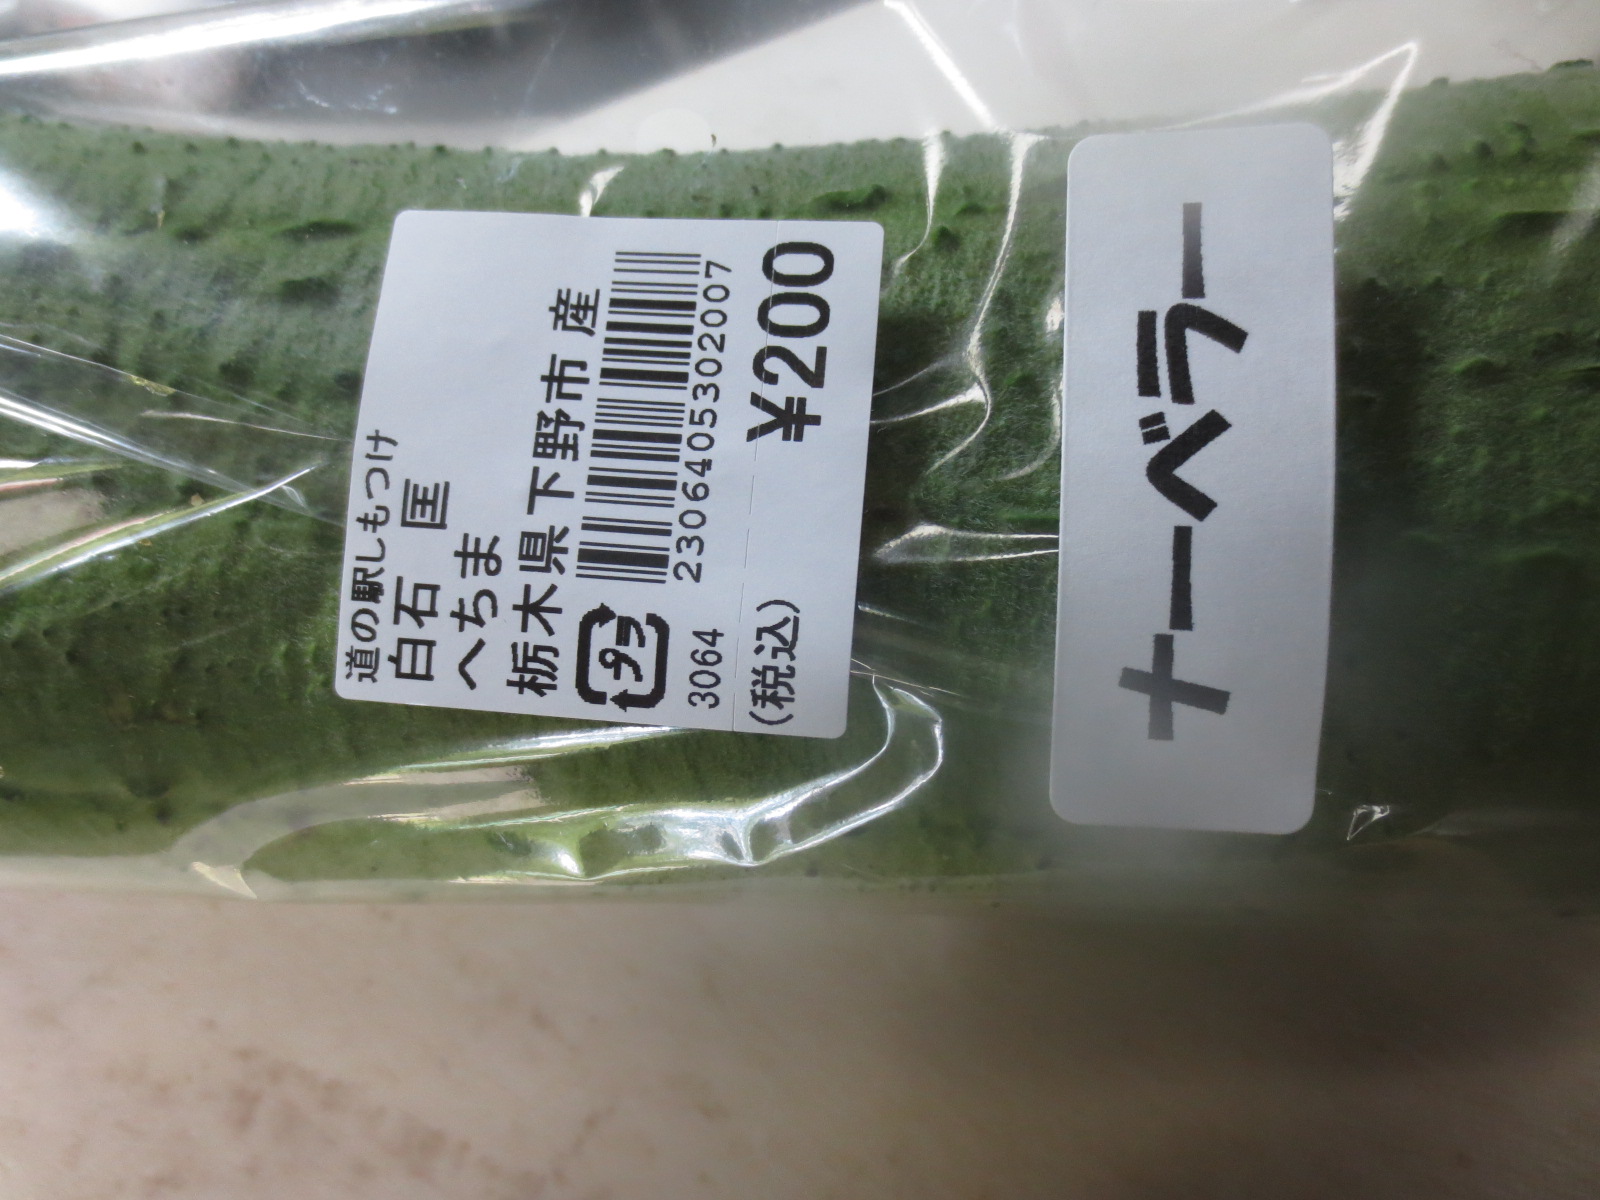 道の駅しもつけ
白石 匡
へちま
栃木県下野市 産
プラ
2306405302007
3064
(税込) ¥200
ナーベラー